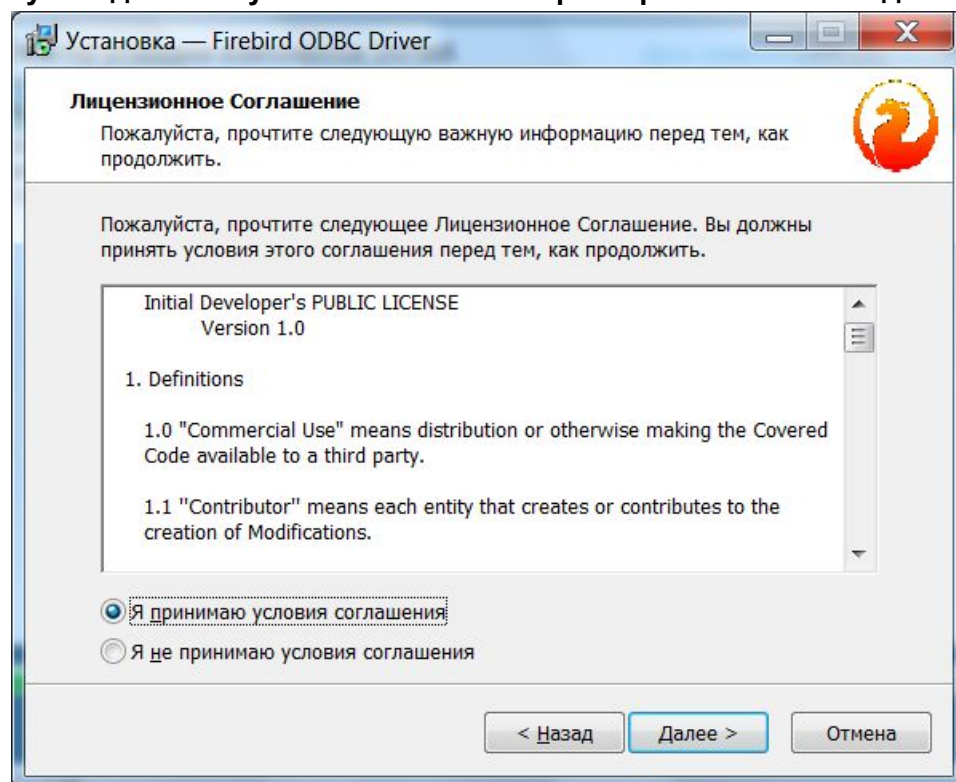 Установка — Firebird ODBC Driver
Лицензионное Соглашение
Пожалуйста, прочтите следующую важную информацию перед тем, как
продолжить.
Пожалуйста, прочтите следующее Лицензионное Соглашение. Вы должны
принять условия этого соглашения перед тем, как продолжить.
Initial Developer's PUBLIC LICENSE
Version 1.0
1. Definitions
1.0 "Commercial Use" means distribution or otherwise making the Covered
Code available to a third party.
1.1 "Contributor" means each entity that creates or contributes to the
creation of Modifications.
Я принимаю условия соглашения
Я не принимаю условия соглашения
< Назад
Далее >
Отмена